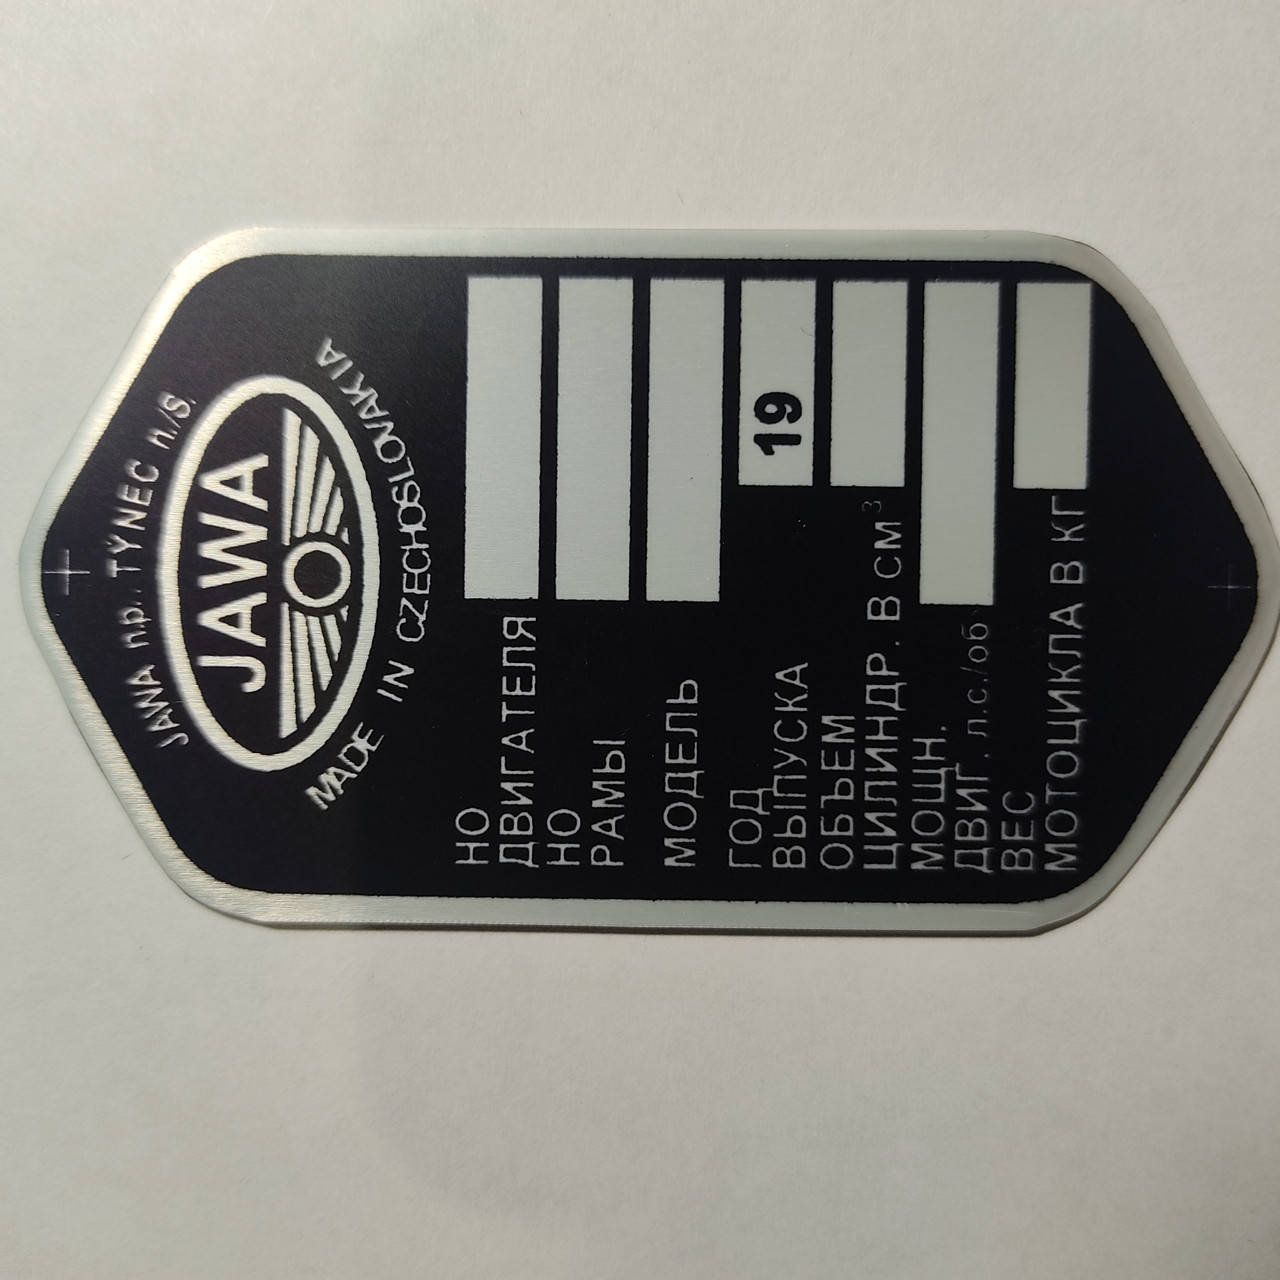 JAWA n.p., TÝNEC n./S.
JAWA
MADE IN CZECHOSLOVAKIA
НО
ДВИГАТЕЛЯ
НО
РАМЫ
МОДЕЛЬ
ГОД
ВЫПУСКА 19
ОБЪЕМ
ЦИЛИНДР. В СМ³
МОЩН.
ДВИГ. л.с./об
ВЕС
МОТОЦИКЛА В КГ